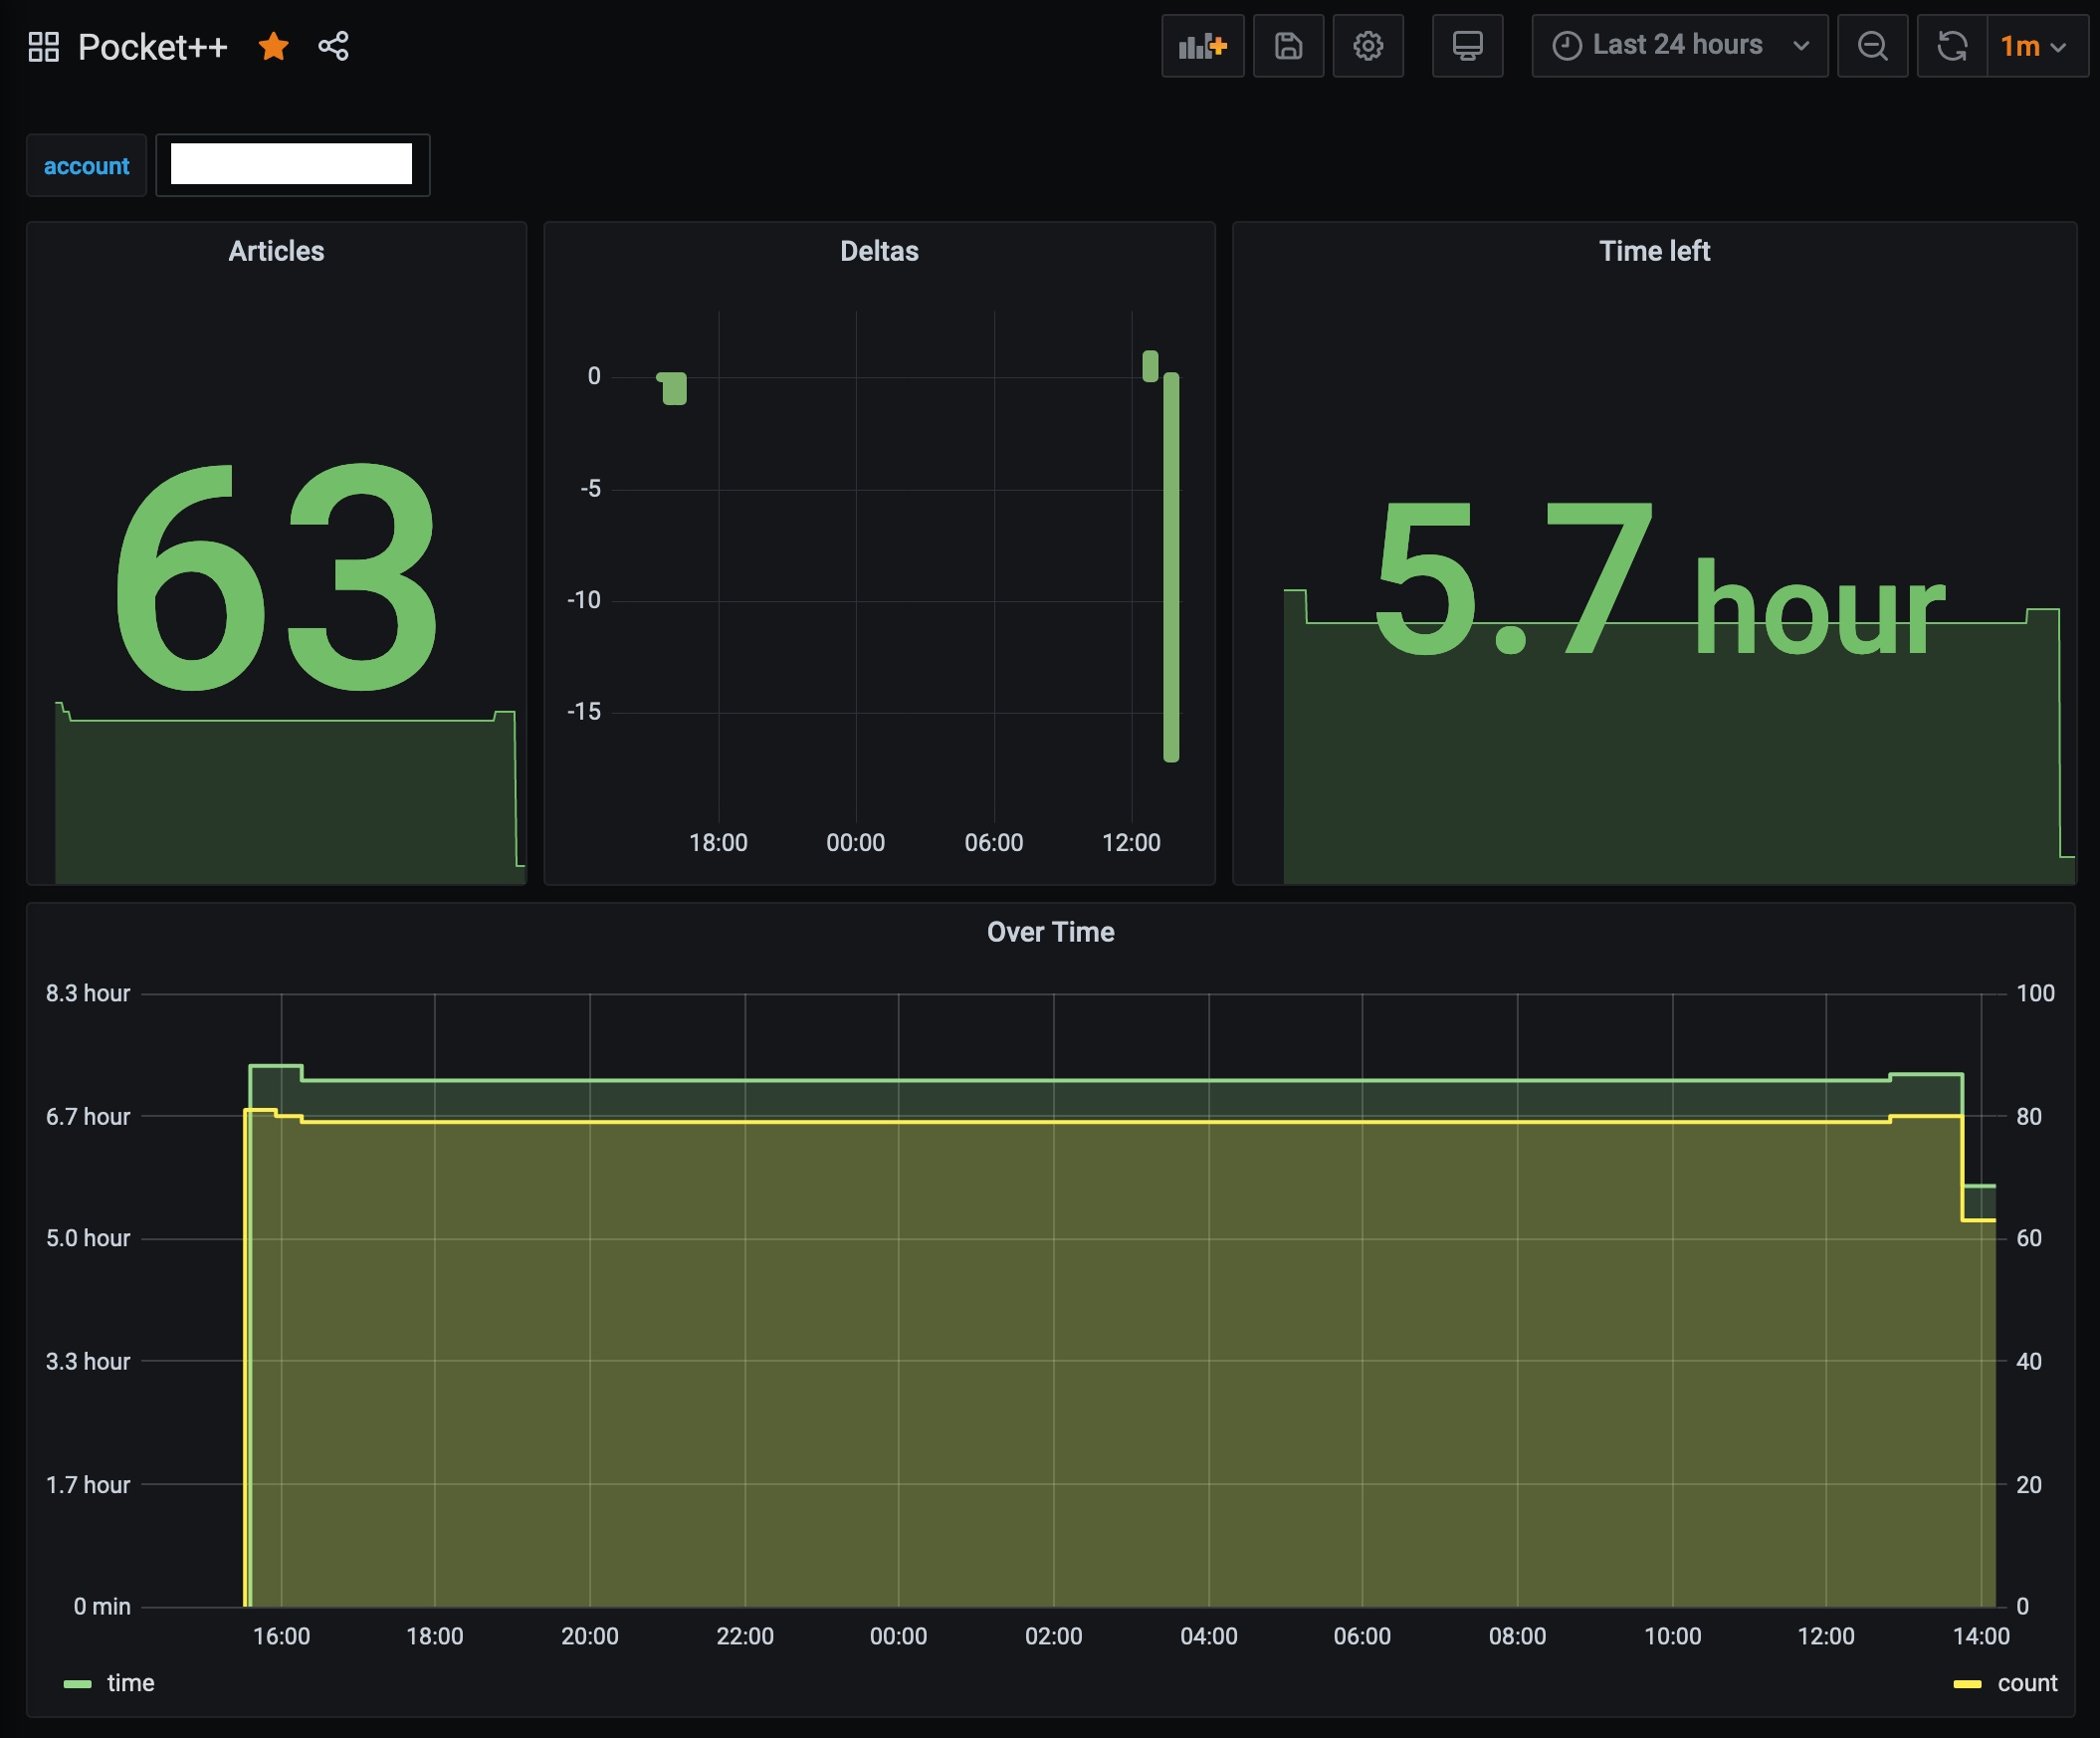 Pocket++
Last 24 hours
1m
account
Articles
63
Deltas
0
-5
-10
-15
18:00 00:00 06:00 12:00
Time left
5.7 hour
Over Time
8.3 hour 100
6.7 hour 80
5.0 hour 60
3.3 hour 40
1.7 hour 20
0 min 0
16:00 18:00 20:00 22:00 00:00 02:00 04:00 06:00 08:00 10:00 12:00 14:00
time count